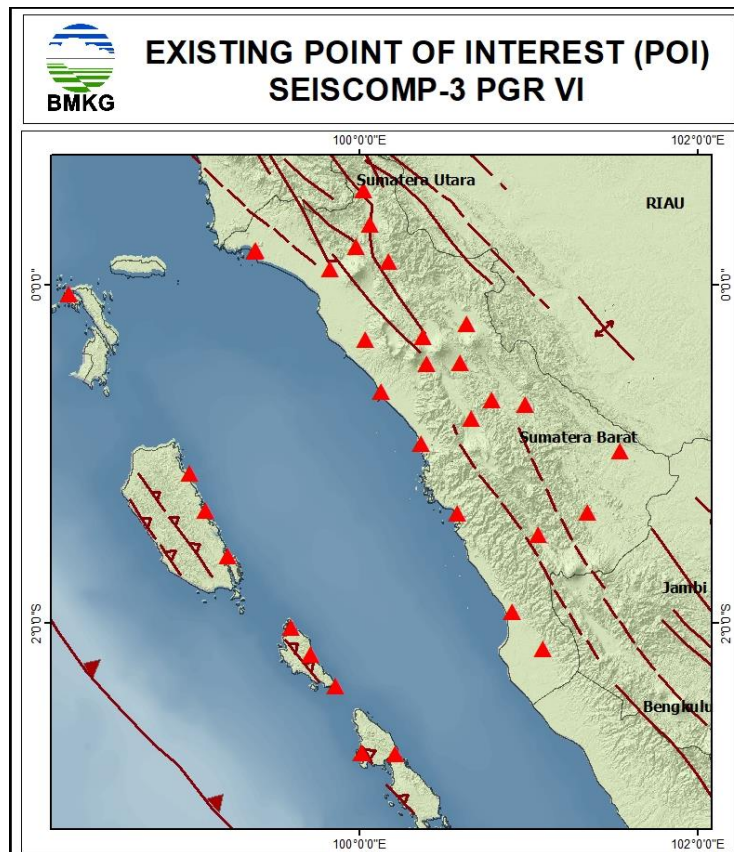 EXISTING POINT OF INTEREST (POI)
SEISCOMP-3 PGR VI
BMKG
100°0'0"E
102°0'0"E
Sumatera Utara
RIAU
0°0'0"
0°0'0"
Sumatera Barat
Jambi
2°0'0"S
2°0'0"S
Bengkulu
100°0'0"E
102°0'0"E